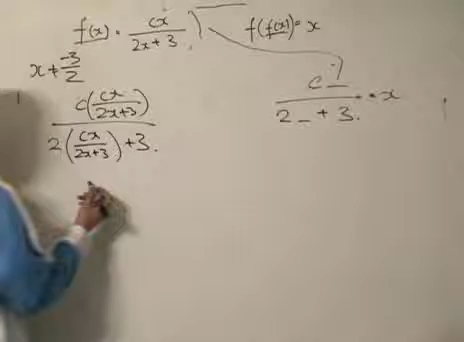 f(x) = cx/(2x+3) f(f(x)) = x
x ≠ -3/2
c(cx/(2x+3)) / (2(cx/(2x+3)) + 3.)
c _ / (2 _ + 3.) = x